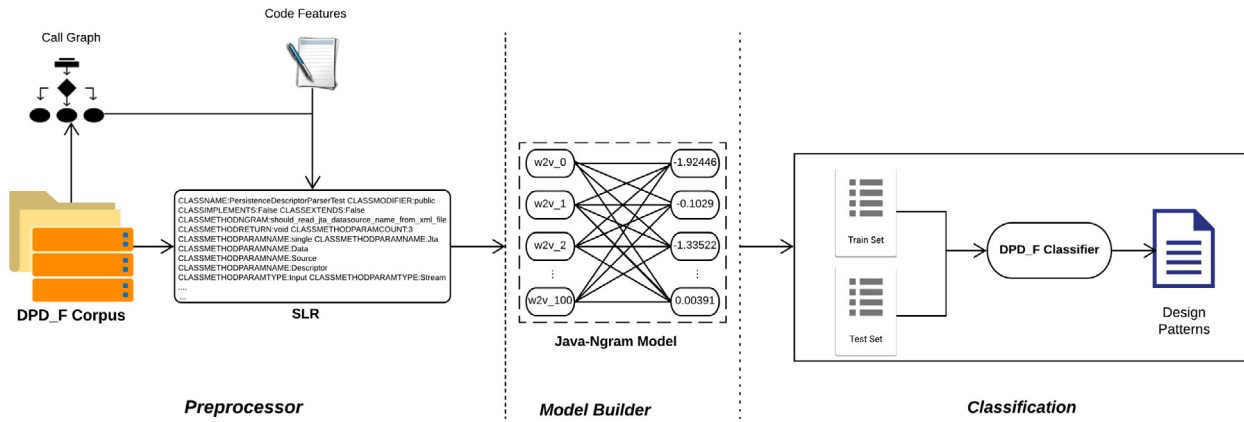 Code Features
Call Graph
CLASSNAME:PersistenceDescriptorParserTest CLASSMODIFIER:public
CLASSIMPLEMENTS:False CLASSEXTENDS:False
CLASSMETHODNGRAM:should_read_jta_datasource_name_from_xml_file
CLASSMETHODRETURN:void CLASSMETHODPARAMCOUNT:3
CLASSMETHODPARAMNAME:single CLASSMETHODPARAMNAME:Jta
CLASSMETHODPARAMNAME:Data
CLASSMETHODPARAMNAME:Source
CLASSMETHODPARAMNAME:Descriptor
CLASSMETHODPARAMTYPE:Input CLASSMETHODPARAMTYPE:Stream
....
...
DPD_F Corpus
SLR
w2v_0
w2v_1
w2v_2
⋮
w2v_100
-1.92446
-0.1029
-1.33522
⋮
0.00391
Java-Ngram Model
Train Set
Test Set
DPD_F Classifier
Design
Patterns
Preprocessor
Model Builder
Classification